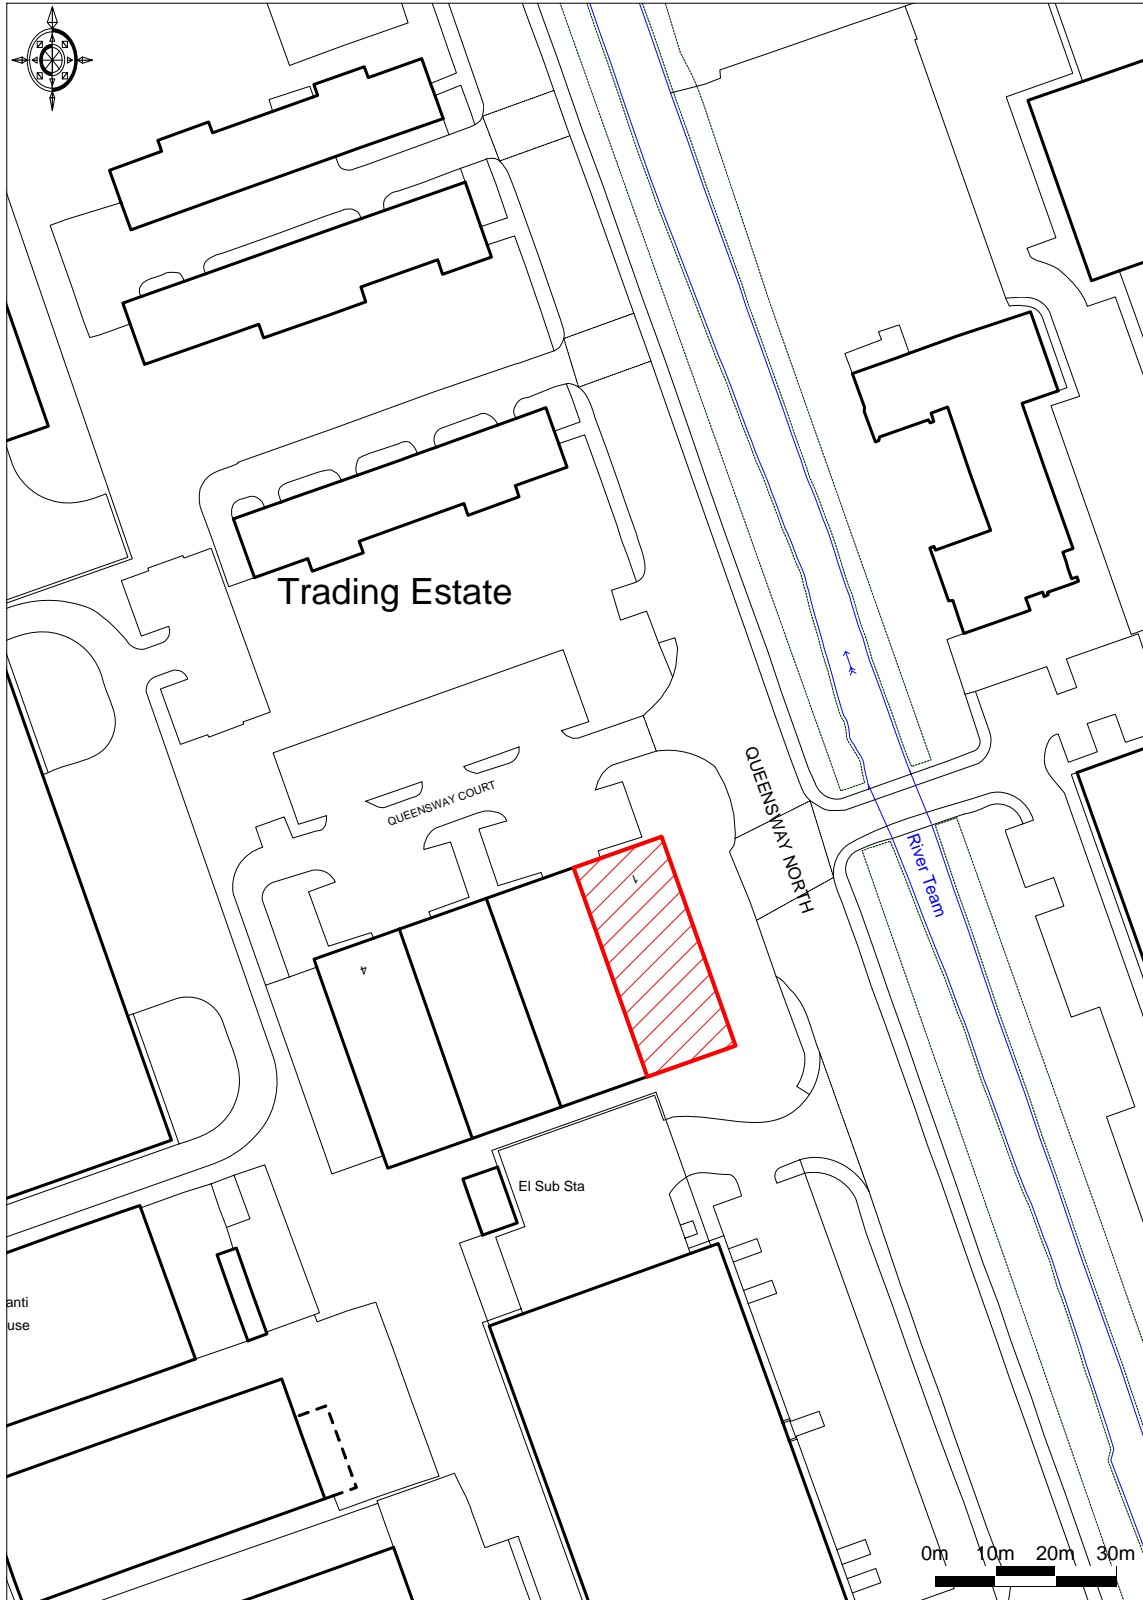 Trading Estate
QUEENSWAY NORTH
QUEENSWAY COURT
River Team
1
4
El Sub Sta
anti
use
0m 10m 20m 30m